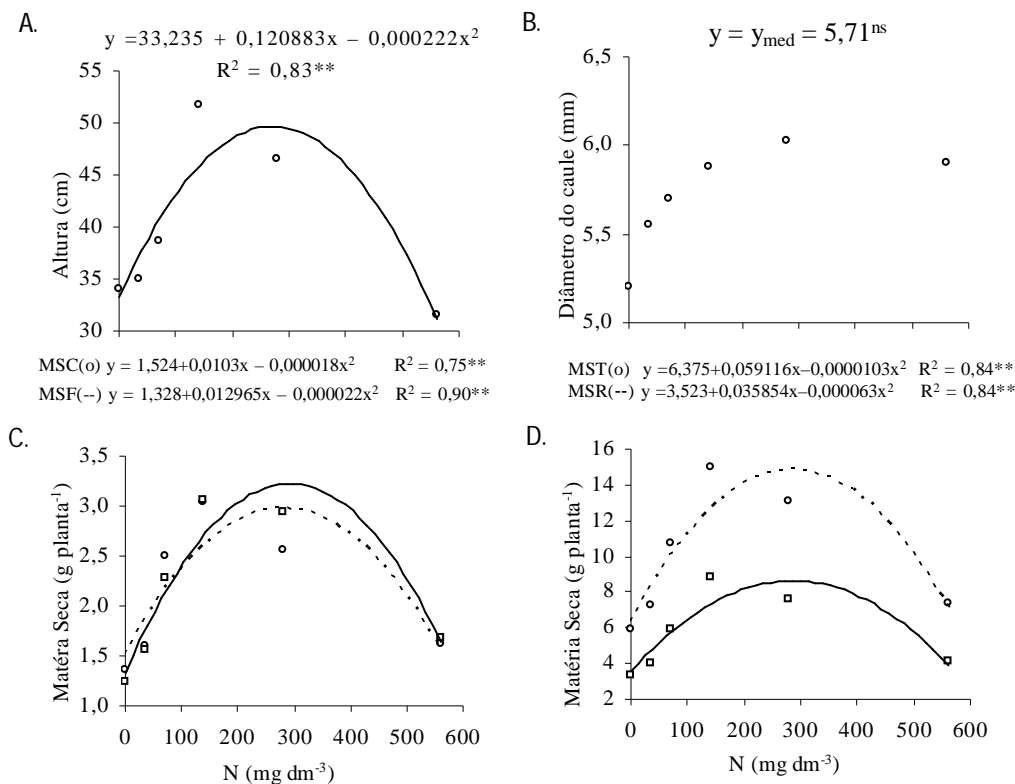 A.
y =33,235 + 0,120883x – 0,000222x²
R² = 0,83**
55
50
45
40
35
30
Altura (cm)
B.
y = y_med = 5,71ⁿˢ
6,5
6,0
5,5
5,0
Diâmetro do caule (mm)
MSC(o) y = 1,524+0,0103x – 0,000018x² R² = 0,75**
MSF(--) y = 1,328+0,012965x – 0,000022x² R² = 0,90**
MST(o) y =6,375+0,059116x–0,0000103x² R² = 0,84**
MSR(--) y =3,523+0,035854x–0,000063x² R² = 0,84**
C.
3,5
3,0
2,5
2,0
1,5
1,0
Matéra Seca (g planta⁻¹)
0 100 200 300 400 500 600
N (mg dm⁻³)
D.
16
14
12
10
8
6
4
2
Matéria Seca (g planta⁻¹)
0 100 200 300 400 500 600
N (mg dm⁻³)